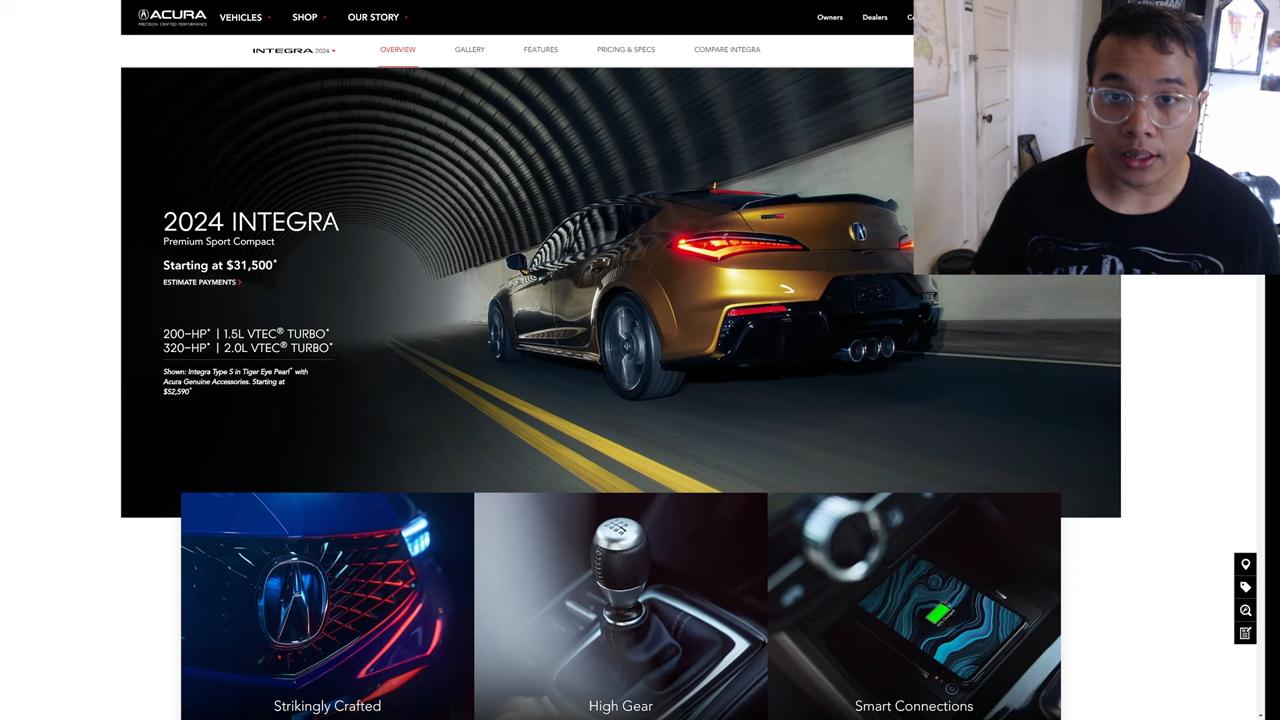 ACURA
PRECISION CRAFTED PERFORMANCE
VEHICLES
SHOP
OUR STORY
Owners
Dealers
INTEGRA 2024
OVERVIEW
GALLERY
FEATURES
PRICING & SPECS
COMPARE INTEGRA
2024 INTEGRA
Premium Sport Compact
Starting at $31,500*
ESTIMATE PAYMENTS
200-HP* | 1.5L VTEC® TURBO*
320-HP* | 2.0L VTEC® TURBO*
Shown: Integra Type S in Tiger Eye Pearl* with
Acura Genuine Accessories. Starting at
$52,590*
Strikingly Crafted
High Gear
Smart Connections